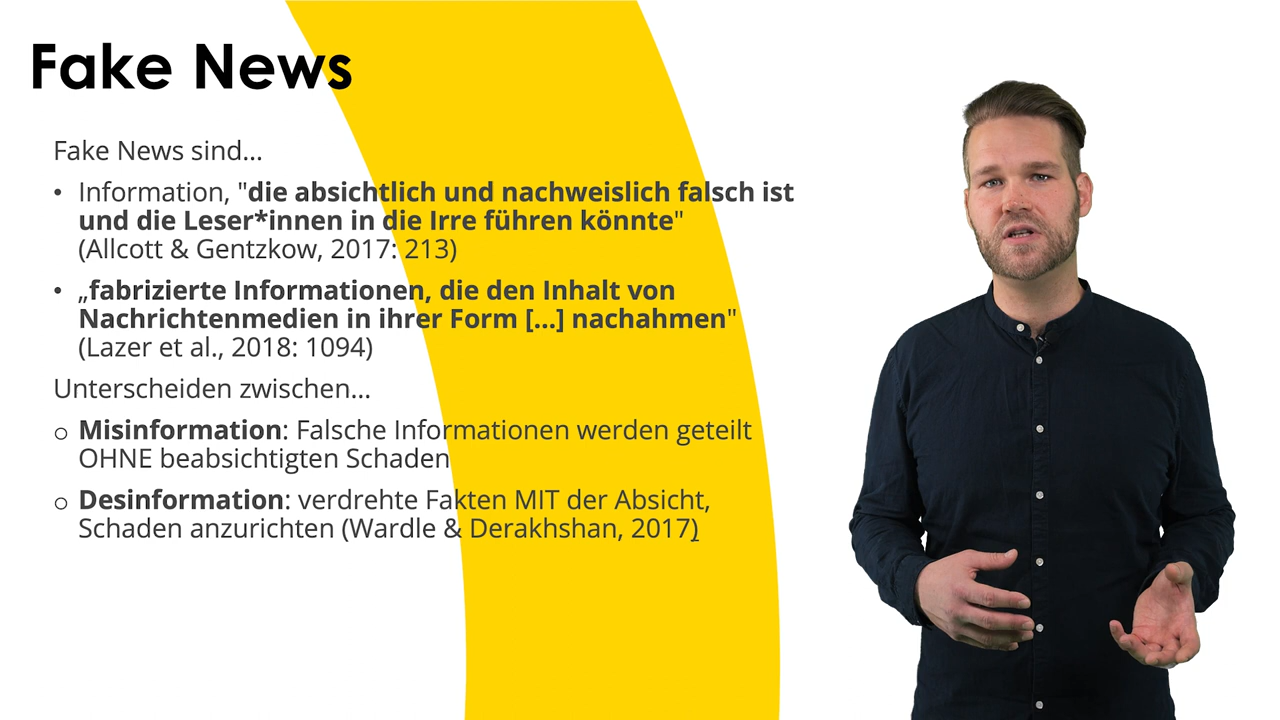 Fake News
Fake News sind...
• Information, "die absichtlich und nachweislich falsch ist
und die Leser*innen in die Irre führen könnte"
(Allcott & Gentzkow, 2017: 213)
• „fabrizierte Informationen, die den Inhalt von
Nachrichtenmedien in ihrer Form [...] nachahmen"
(Lazer et al., 2018: 1094)
Unterscheiden zwischen...
o Misinformation: Falsche Informationen werden geteilt
OHNE beabsichtigten Schaden
o Desinformation: verdrehte Fakten MIT der Absicht,
Schaden anzurichten (Wardle & Derakhshan, 2017)